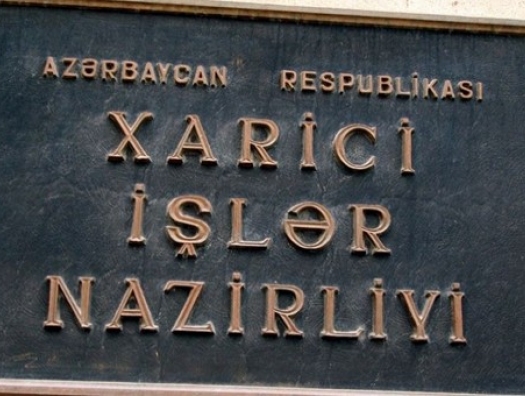 AZƏRBAYCAN RESPUBLİKASI
XARİCİ
İŞLƏR
NAZİRLİYİ